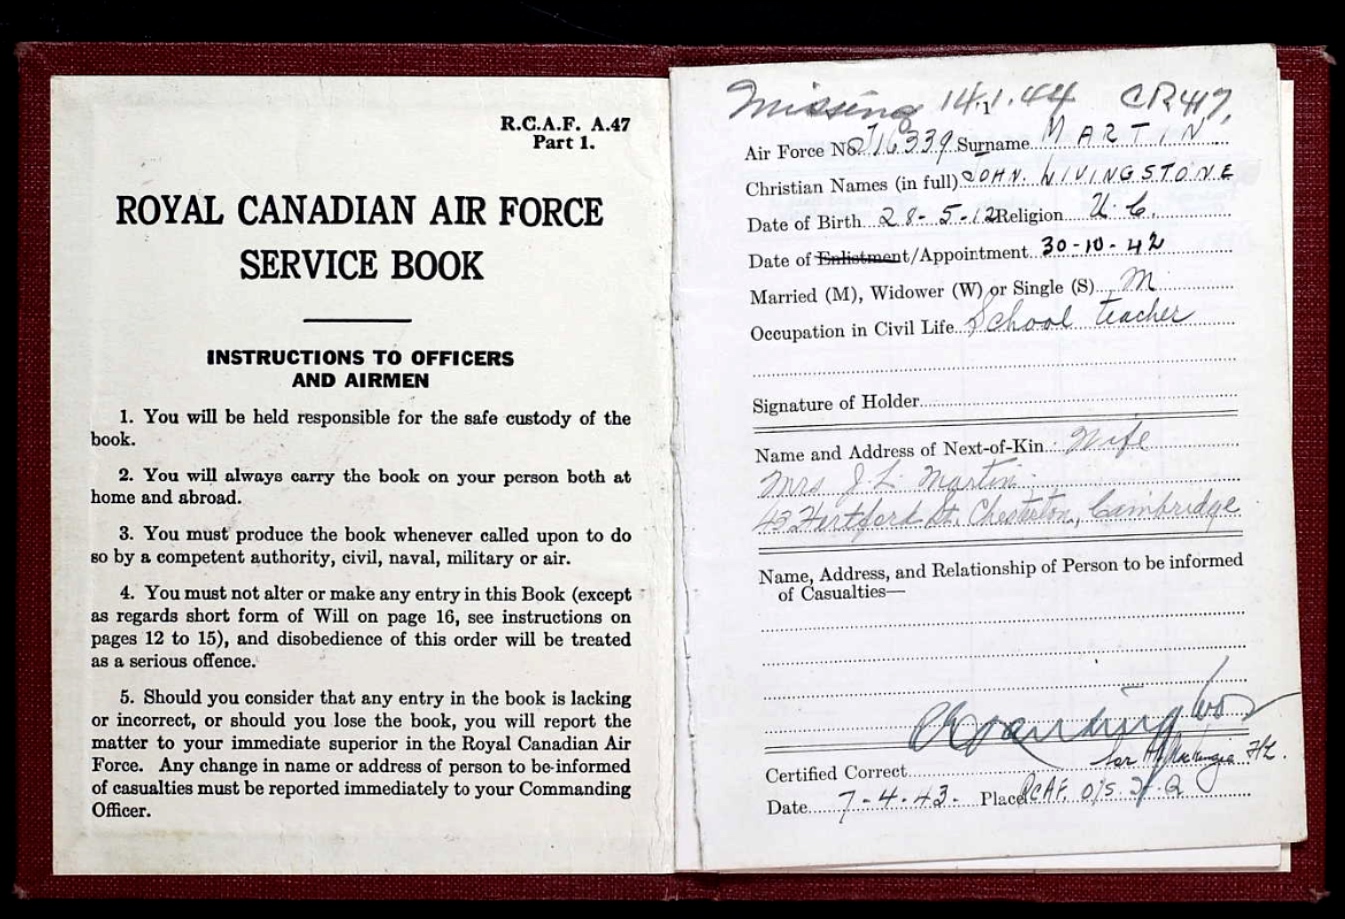 R.C.A.F. A.47
Part 1.
ROYAL CANADIAN AIR FORCE
SERVICE BOOK
INSTRUCTIONS TO OFFICERS
AND AIRMEN
1. You will be held responsible for the safe custody of the
book.
2. You will always carry the book on your person both at
home and abroad.
3. You must produce the book whenever called upon to do
so by a competent authority, civil, naval, military or air.
4. You must not alter or make any entry in this Book (except
as regards short form of Will on page 16, see instructions on
pages 12 to 15), and disobedience of this order will be treated
as a serious offence.
5. Should you consider that any entry in the book is lacking
or incorrect, or should you lose the book, you will report the
matter to your immediate superior in the Royal Canadian Air
Force. Any change in name or address of person to be informed
of casualties must be reported immediately to your Commanding
Officer.
Missing 14.1.44 CR417,
Air Force No. J16339 Surname MARTIN
Christian Names (in full) JOHN. LIVINGSTONE
Date of Birth 28-5-12 Religion U.C.
Date of Enlistment/Appointment 30-10-42
Married (M), Widower (W) or Single (S) M
Occupation in Civil Life School teacher
Signature of Holder
Name and Address of Next-of-Kin: Wife
Mrs J. L. Martin
43 Hertford St. Chesterton, Cambridge
Name, Address, and Relationship of Person to be informed
of Casualties—
Certified Correct for Mackenzie F/L.
Date 7-4-43. Place RCAF O/S. H.Q